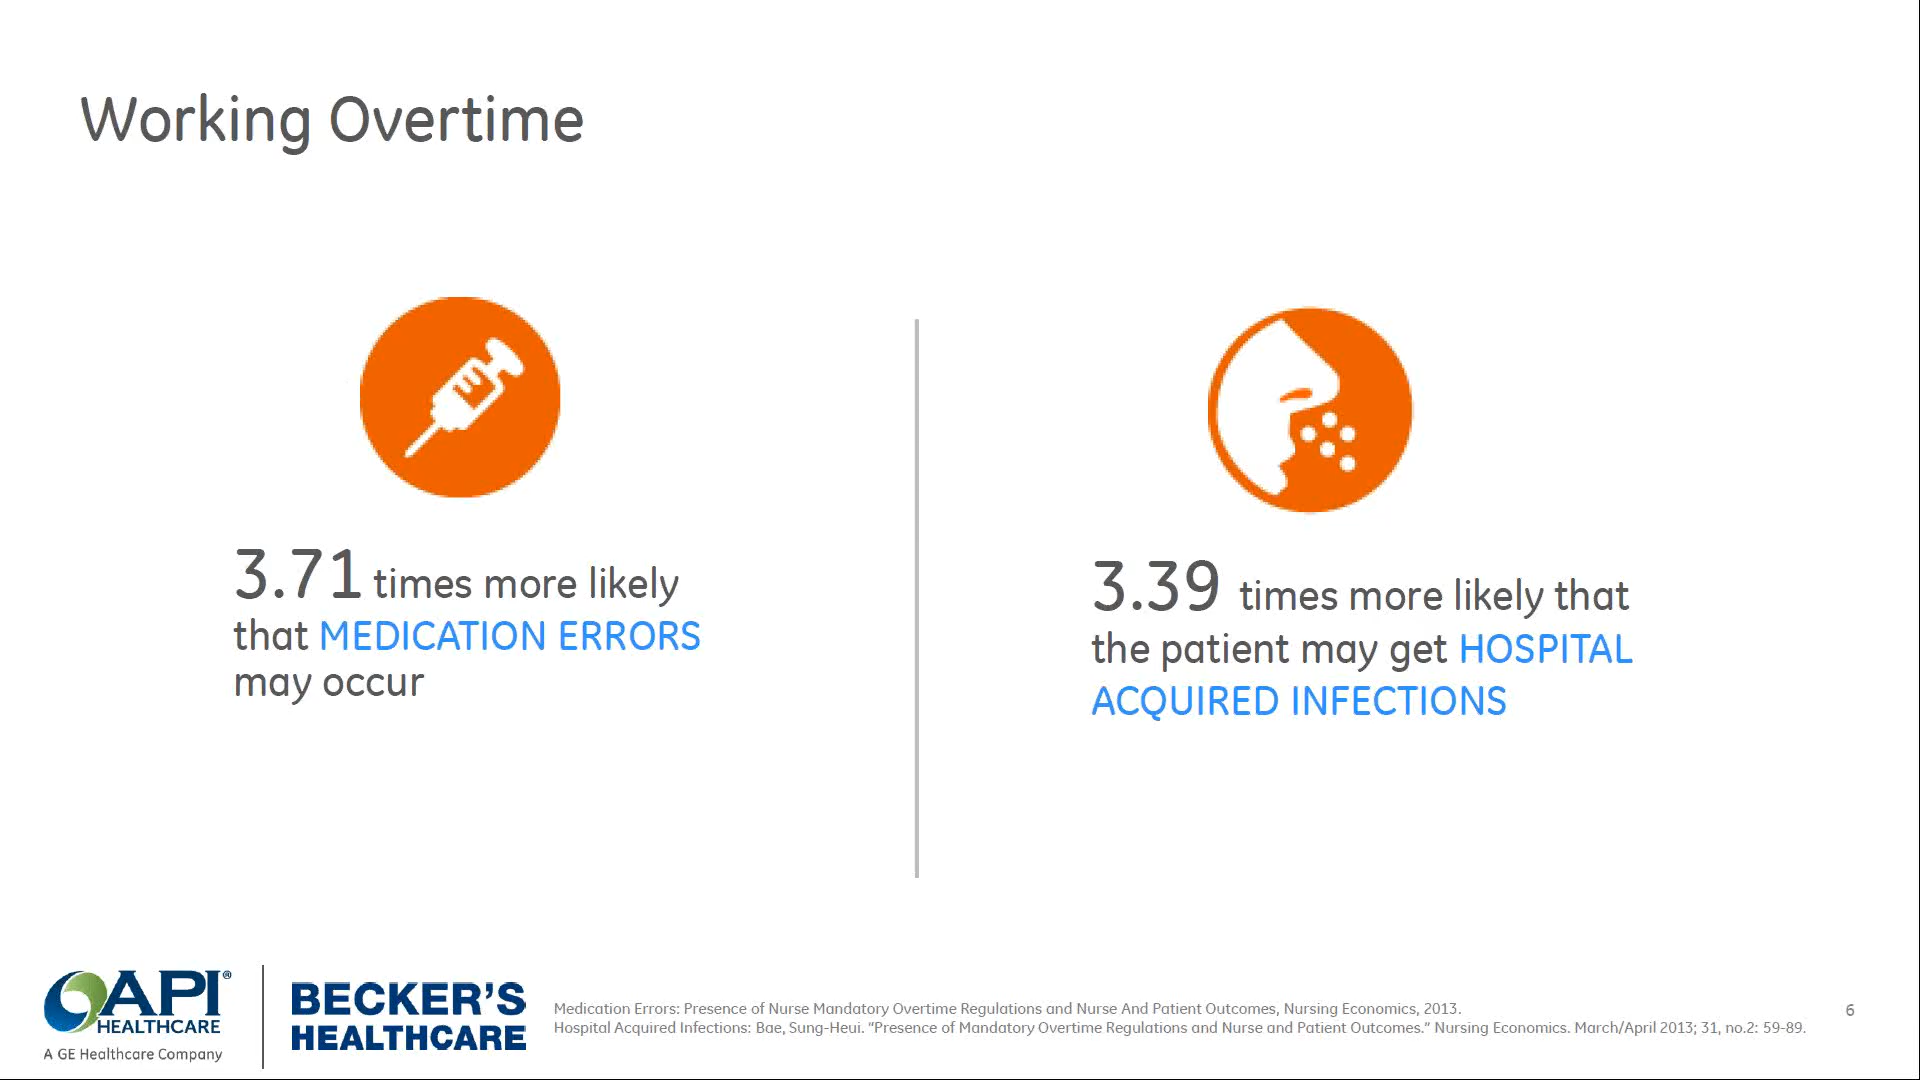 Working Overtime
3.71 times more likely
that MEDICATION ERRORS
may occur
3.39 times more likely that
the patient may get HOSPITAL
ACQUIRED INFECTIONS
API®
HEALTHCARE
A GE Healthcare Company
BECKER'S
HEALTHCARE
Medication Errors: Presence of Nurse Mandatory Overtime Regulations and Nurse And Patient Outcomes, Nursing Economics, 2013.
Hospital Acquired Infections: Bae, Sung-Heui. "Presence of Mandatory Overtime Regulations and Nurse and Patient Outcomes." Nursing Economics. March/April 2013; 31, no.2: 59-89.
6